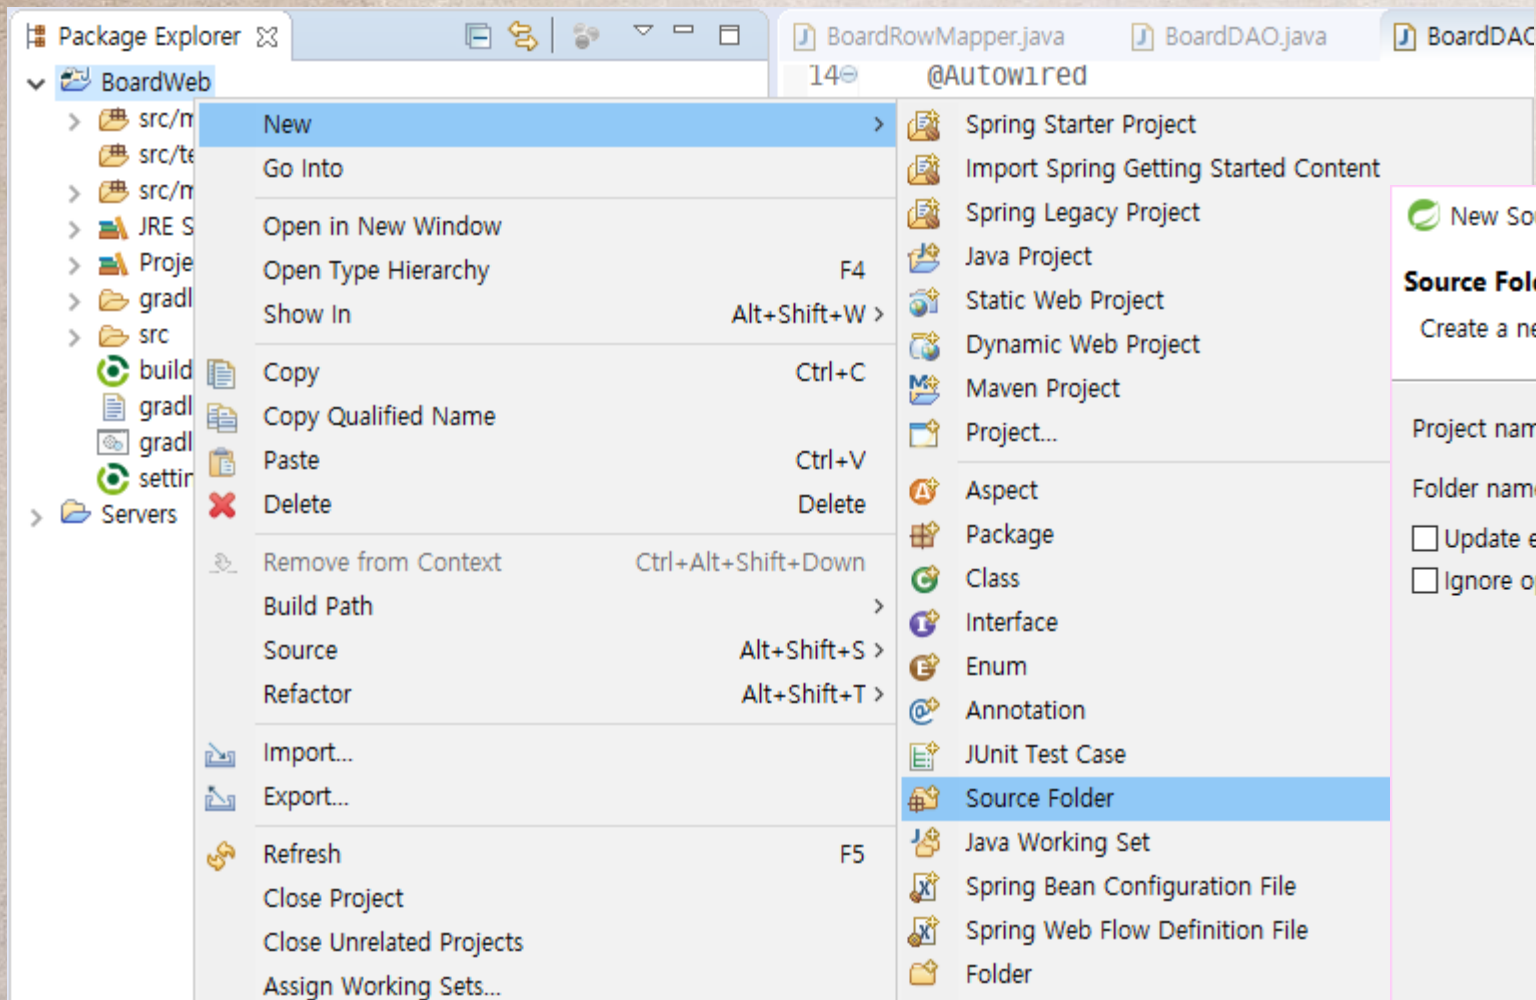 Package Explorer
BoardRowMapper.java
BoardDAO.java
BoardDAO
14
@Autowired
BoardWeb
src/m
src/te
src/m
JRE S
Proje
gradl
src
build
gradl
gradl
settin
Servers
New
Go Into
Open in New Window
Open Type Hierarchy F4
Show In Alt+Shift+W
Copy Ctrl+C
Copy Qualified Name
Paste Ctrl+V
Delete Delete
Remove from Context Ctrl+Alt+Shift+Down
Build Path
Source Alt+Shift+S
Refactor Alt+Shift+T
Import...
Export...
Refresh F5
Close Project
Close Unrelated Projects
Assign Working Sets...
Spring Starter Project
Import Spring Getting Started Content
Spring Legacy Project
Java Project
Static Web Project
Dynamic Web Project
Maven Project
Project...
Aspect
Package
Class
Interface
Enum
Annotation
JUnit Test Case
Source Folder
Java Working Set
Spring Bean Configuration File
Spring Web Flow Definition File
Folder
New So
Source Fol
Create a ne
Project nam
Folder name
Update e
Ignore op